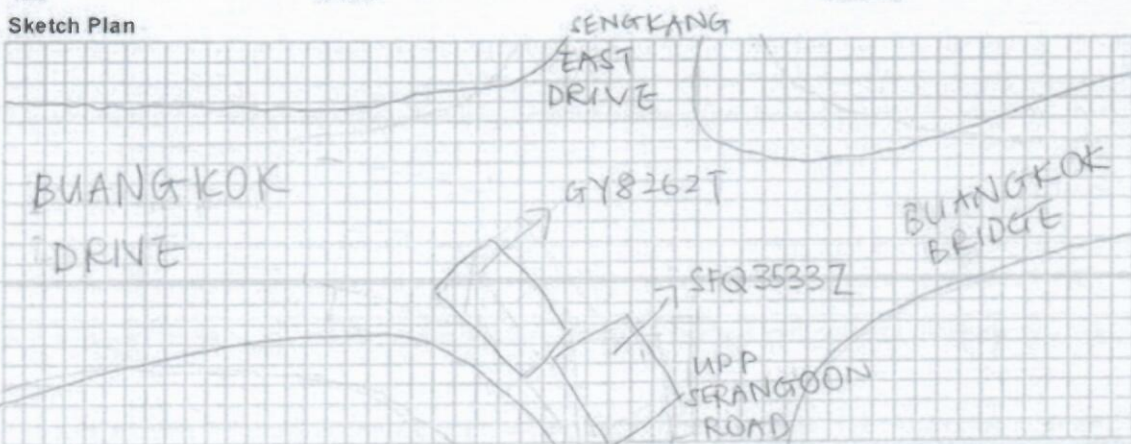 Sketch Plan
SENGKANG
EAST
DRIVE
BUANGKOK
DRIVE
GY8262T
BUANGKOK
BRIDGE
SFQ3533Z
UPP
SERANGOON
ROAD